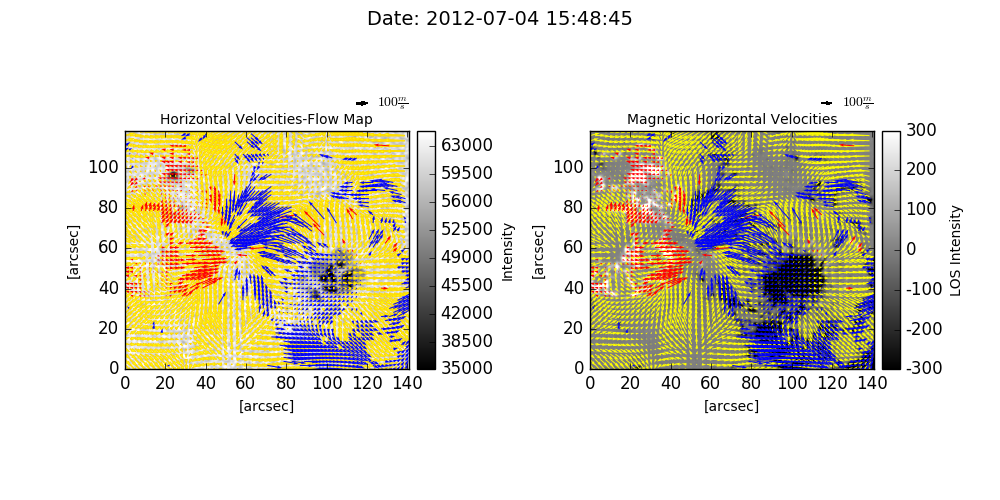 Date: 2012-07-04 15:48:45
100 m/s
Horizontal Velocities-Flow Map
100
80
60
40
20
0
[arcsec]
0 20 40 60 80 100 120 140
[arcsec]
63000
59500
56000
52500
49000
45500
42000
38500
35000
Intensity
100 m/s
Magnetic Horizontal Velocities
100
80
60
40
20
0
[arcsec]
0 20 40 60 80 100 120 140
[arcsec]
300
200
100
0
-100
-200
-300
LOS Intensity